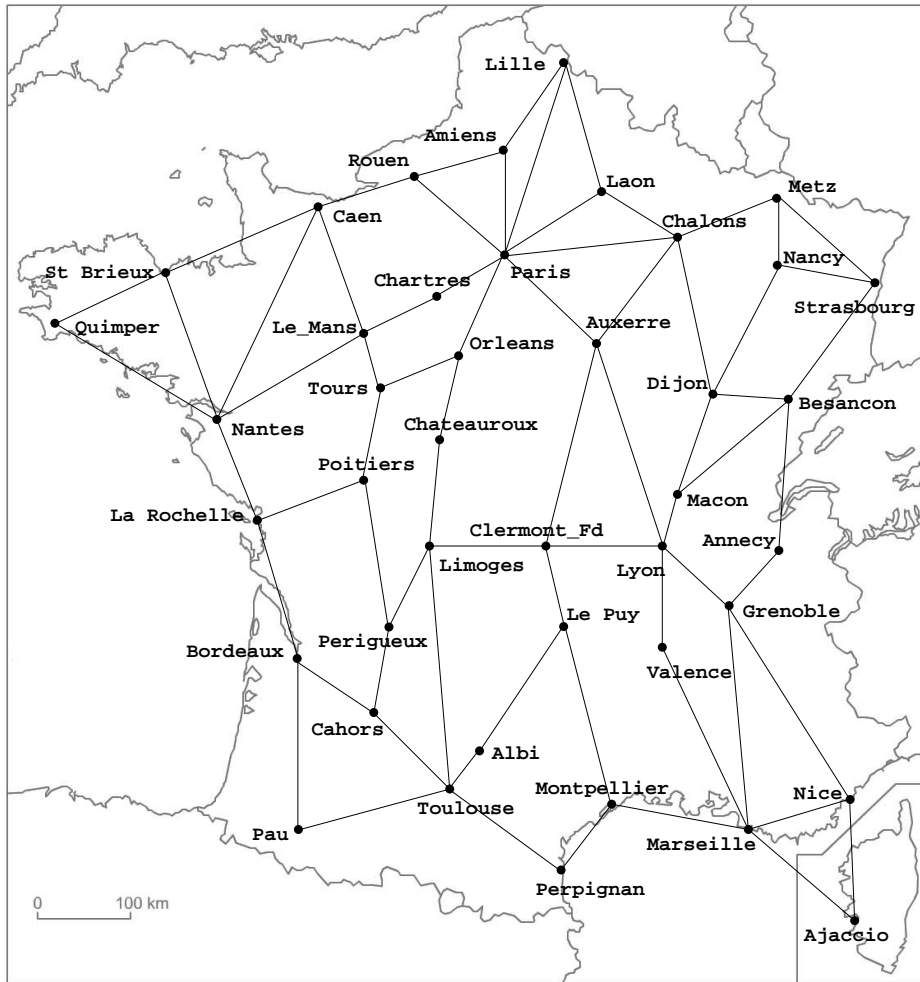 Lille
Amiens
Rouen
Laon
Metz
Caen
Chalons
St Brieux
Paris
Nancy
Chartres
Strasbourg
Quimper
Le_Mans
Auxerre
Orleans
Tours
Dijon
Besancon
Nantes
Chateauroux
Poitiers
Macon
La Rochelle
Clermont_Fd
Annecy
Limoges
Lyon
Grenoble
Le Puy
Perigueux
Bordeaux
Valence
Cahors
Albi
Montpellier
Nice
Toulouse
Pau
Marseille
Perpignan
0 100 km
Ajaccio